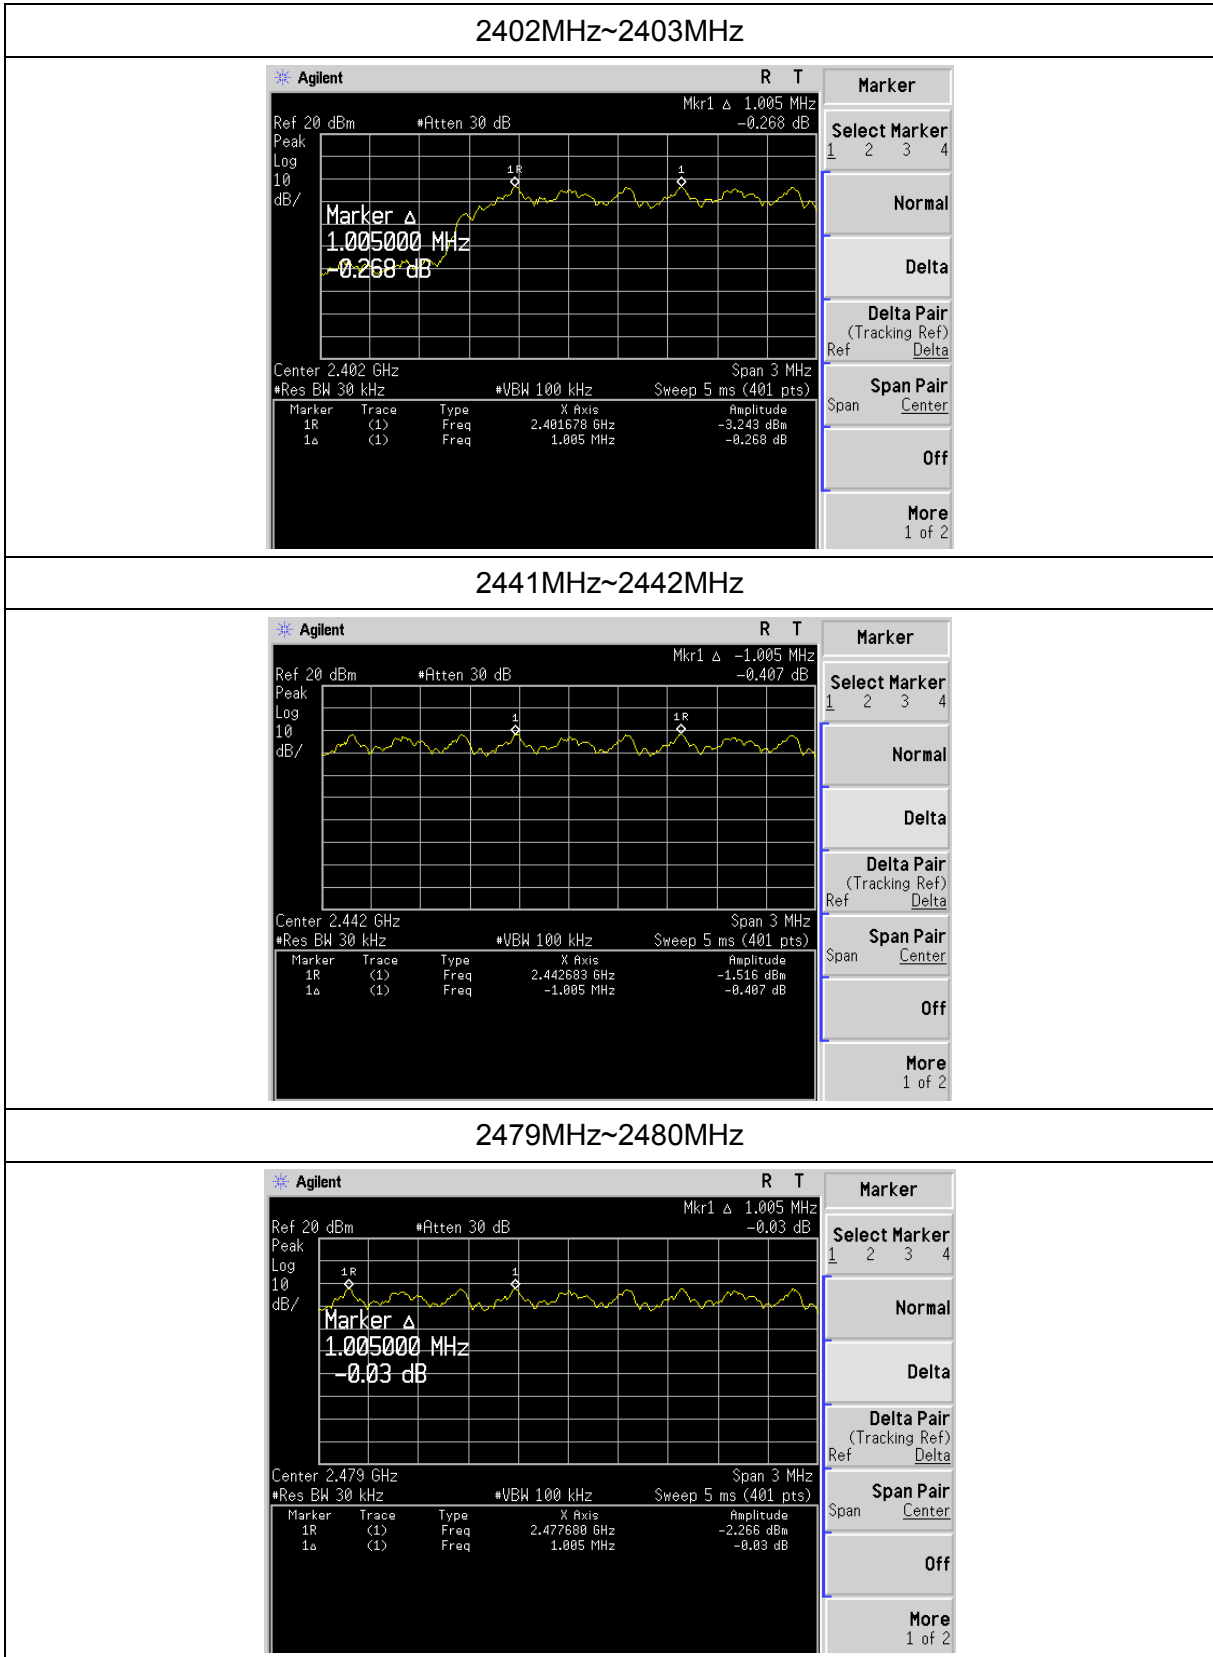 2402MHz~2403MHz
Agilent R T
Marker
Mkr1 Δ 1.005 MHz
Ref 20 dBm #Atten 30 dB -0.268 dB
Select Marker
1 2 3 4
Peak
Log
10
dB/
1R 1
Normal
Marker Δ
1.005000 MHz
-0.268 dB
Delta
Delta Pair
(Tracking Ref)
Ref Delta
Center 2.402 GHz Span 3 MHz
#Res BW 30 kHz #VBW 100 kHz Sweep 5 ms (401 pts)
Span Pair
Span Center
Marker Trace Type X Axis Amplitude
1R (1) Freq 2.401678 GHz -3.243 dBm
1Δ (1) Freq 1.005 MHz -0.268 dB
Off
More
1 of 2
2441MHz~2442MHz
Agilent R T
Marker
Mkr1 Δ -1.005 MHz
Ref 20 dBm #Atten 30 dB -0.407 dB
Select Marker
1 2 3 4
Peak
Log
10
dB/
1 1R
Normal
Delta
Delta Pair
(Tracking Ref)
Ref Delta
Center 2.442 GHz Span 3 MHz
#Res BW 30 kHz #VBW 100 kHz Sweep 5 ms (401 pts)
Span Pair
Span Center
Marker Trace Type X Axis Amplitude
1R (1) Freq 2.442683 GHz -1.516 dBm
1Δ (1) Freq -1.005 MHz -0.407 dB
Off
More
1 of 2
2479MHz~2480MHz
Agilent R T
Marker
Mkr1 Δ 1.005 MHz
Ref 20 dBm #Atten 30 dB -0.03 dB
Select Marker
1 2 3 4
Peak
Log
10
dB/
1R 1
Normal
Marker Δ
1.005000 MHz
-0.03 dB
Delta
Delta Pair
(Tracking Ref)
Ref Delta
Center 2.479 GHz Span 3 MHz
#Res BW 30 kHz #VBW 100 kHz Sweep 5 ms (401 pts)
Span Pair
Span Center
Marker Trace Type X Axis Amplitude
1R (1) Freq 2.477680 GHz -2.266 dBm
1Δ (1) Freq 1.005 MHz -0.03 dB
Off
More
1 of 2